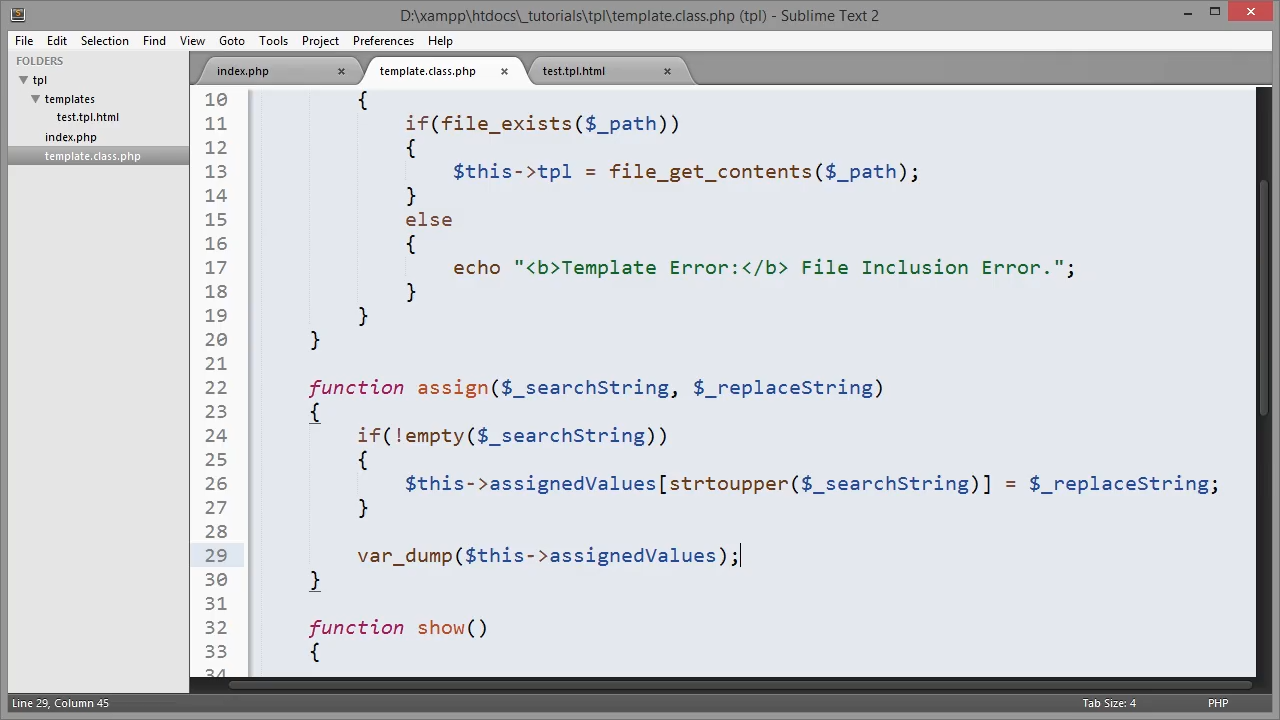 D:\xampp\htdocs\_tutorials\tpl\template.class.php (tpl) - Sublime Text 2
File Edit Selection Find View Goto Tools Project Preferences Help
FOLDERS
tpl
templates
test.tpl.html
index.php
template.class.php
index.php × template.class.php × test.tpl.html ×
10 {
11 if(file_exists($_path))
12 {
13 $this->tpl = file_get_contents($_path);
14 }
15 else
16 {
17 echo "<b>Template Error:</b> File Inclusion Error.";
18 }
19 }
20 }
21
22 function assign($_searchString, $_replaceString)
23 {
24 if(!empty($_searchString))
25 {
26 $this->assignedValues[strtoupper($_searchString)] = $_replaceString;
27 }
28
29 var_dump($this->assignedValues);
30 }
31
32 function show()
33 {
34
Line 29, Column 45 Tab Size: 4 PHP